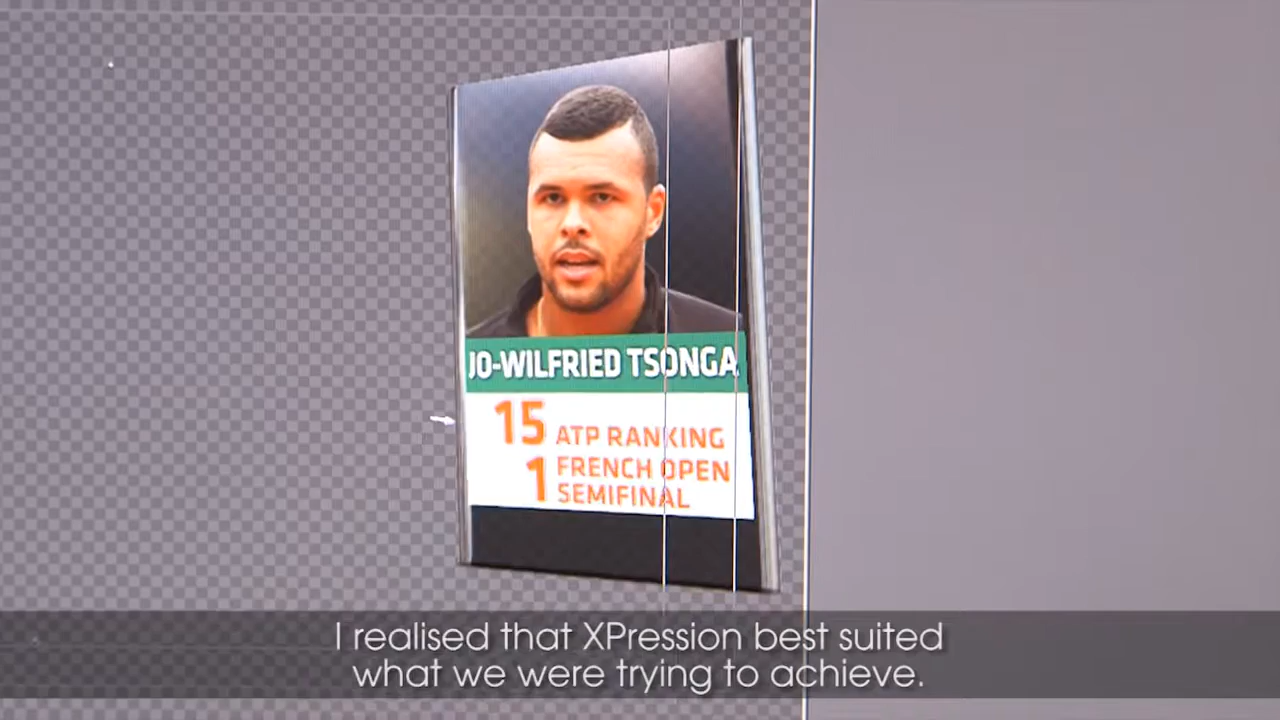 JO-WILFRIED TSONGA
15 ATP RANKING
1 FRENCH OPEN
SEMIFINAL
I realised that XPression best suited
what we were trying to achieve.